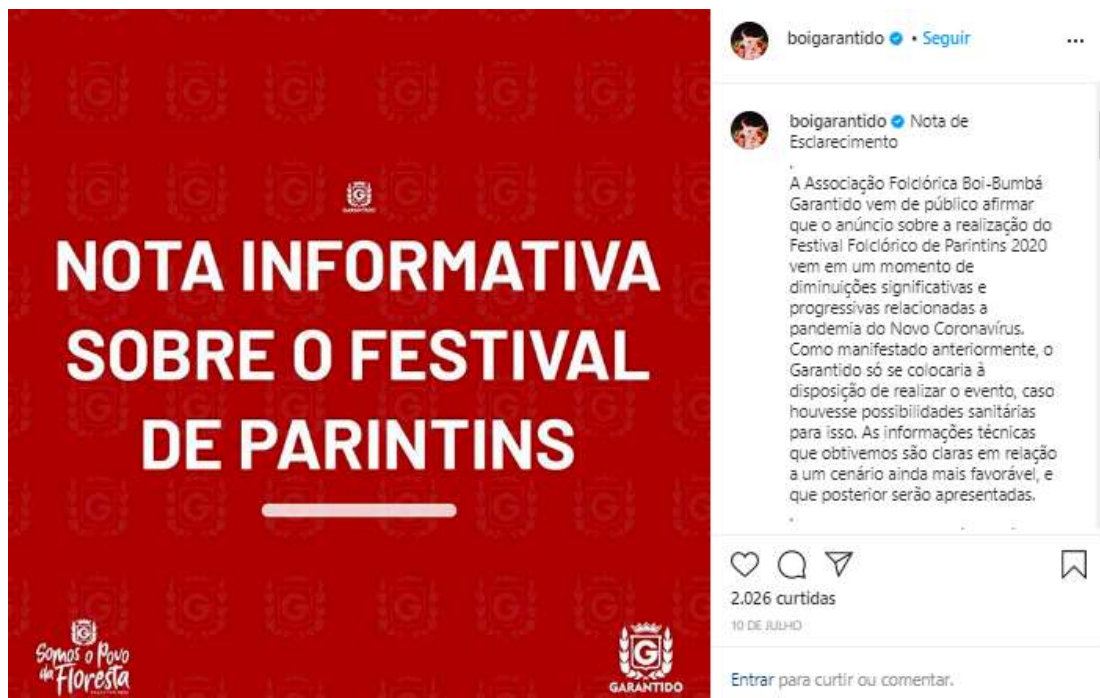 GARANTIDO
NOTA INFORMATIVA
SOBRE O FESTIVAL
DE PARINTINS
Somos o Povo
da Floresta
G
GARANTIDO
boigarantido • Seguir
...
boigarantido Nota de
Esclarecimento
.
A Associação Folclórica Boi-Bumbá
Garantido vem de público afirmar
que o anúncio sobre a realização do
Festival Folclórico de Parintins 2020
vem em um momento de
diminuições significativas e
progressivas relacionadas a
pandemia do Novo Coronavírus.
Como manifestado anteriormente, o
Garantido só se colocaria à
disposição de realizar o evento, caso
houvesse possibilidades sanitárias
para isso. As informações técnicas
que obtivemos são claras em relação
a um cenário ainda mais favorável, e
que posterior serão apresentadas.
.
2.026 curtidas
10 DE JULHO
Entrar para curtir ou comentar.